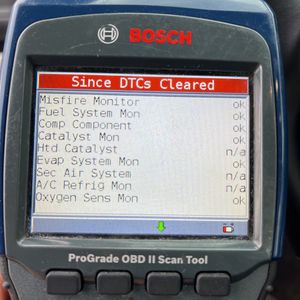 BOSCH
Since DTCs Cleared
Misfire Monitor ok
Fuel System Mon ok
Comp Component ok
Catalyst Mon ok
Htd Catalyst n/a
Evap System Mon ok
Sec Air System n/a
A/C Refrig Mon n/a
Oxygen Sens Mon ok
ProGrade OBD II Scan Tool